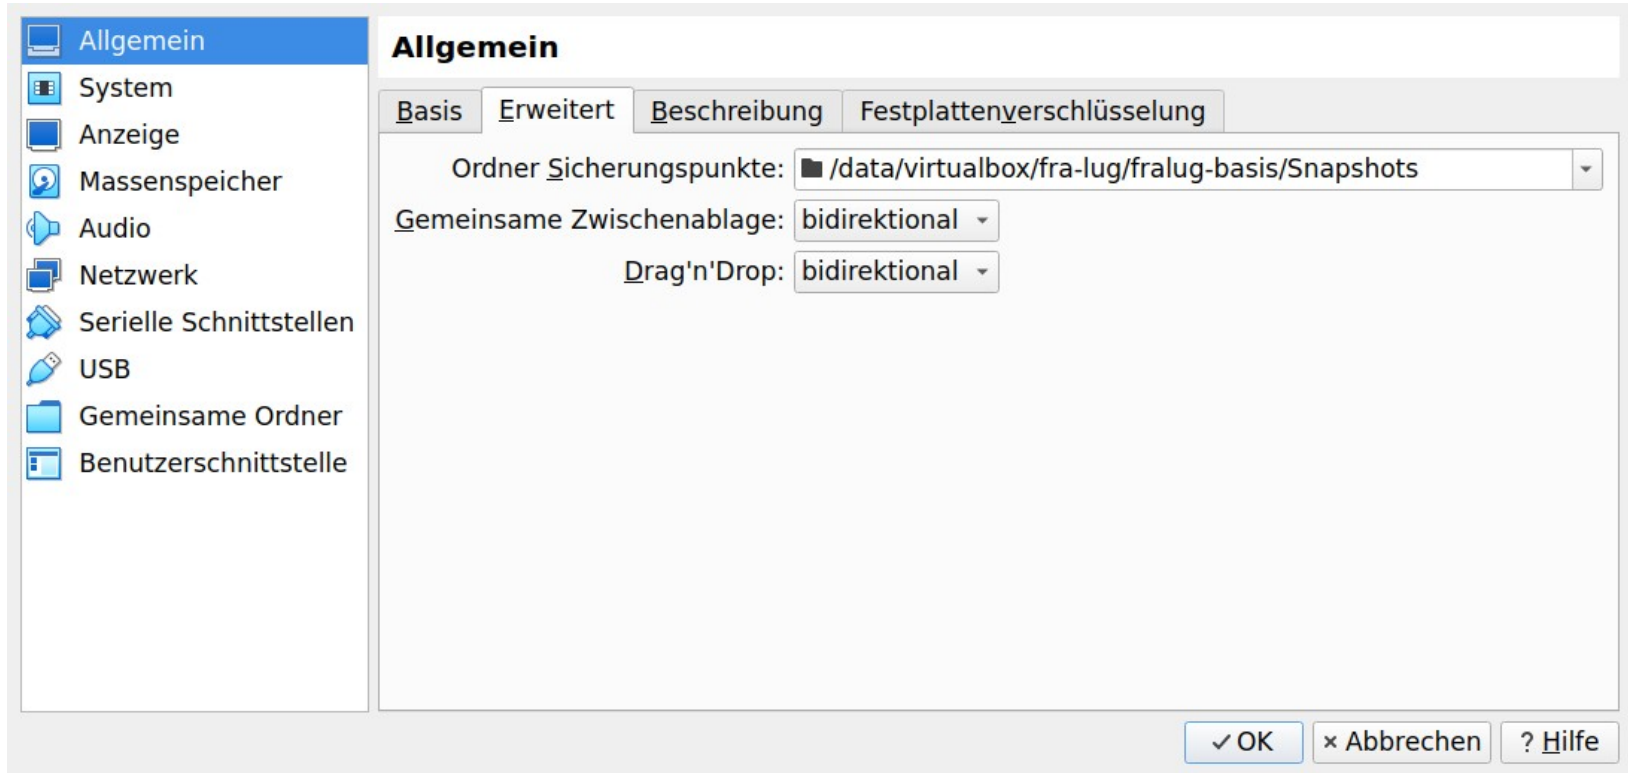 Allgemein
System
Anzeige
Massenspeicher
Audio
Netzwerk
Serielle Schnittstellen
USB
Gemeinsame Ordner
Benutzerschnittstelle
Allgemein
Basis Erweitert Beschreibung Festplattenverschlüsselung
Ordner Sicherungspunkte: /data/virtualbox/fra-lug/fralug-basis/Snapshots
Gemeinsame Zwischenablage: bidirektional
Drag'n'Drop: bidirektional
OK Abbrechen ? Hilfe